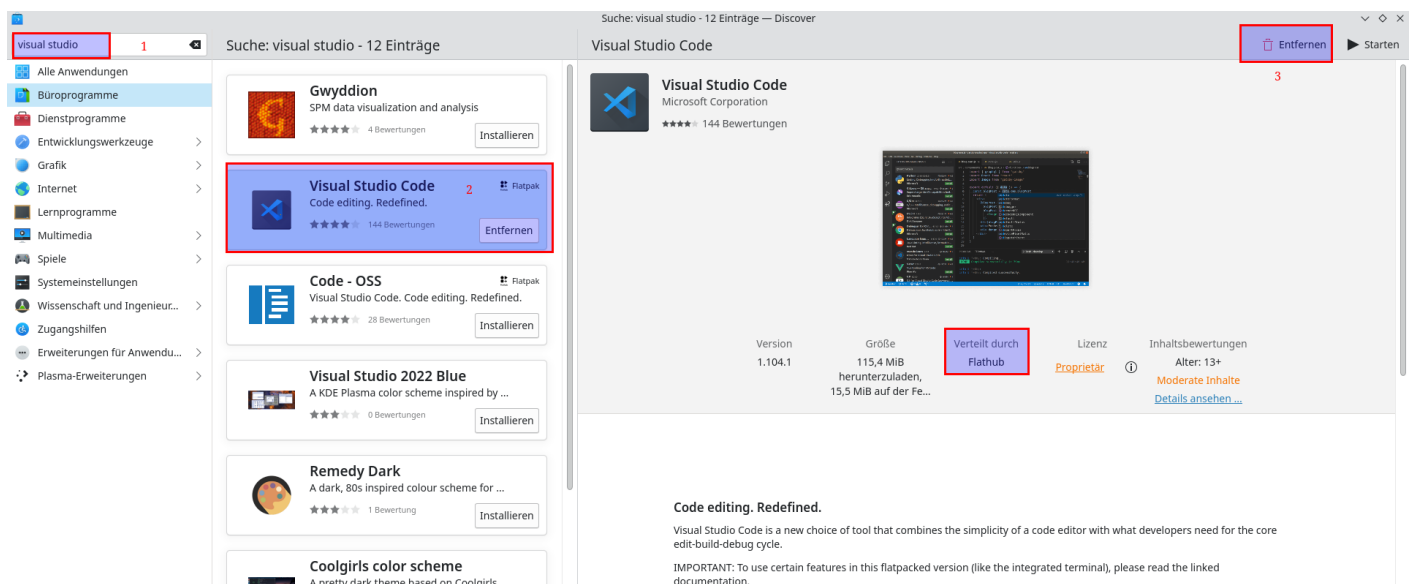 Suche: visual studio - 12 Einträge — Discover
visual studio
1
Suche: visual studio - 12 Einträge
Visual Studio Code
Entfernen
Starten
3
Alle Anwendungen
Büroprogramme
Dienstprogramme
Entwicklungswerkzeuge
Grafik
Internet
Lernprogramme
Multimedia
Spiele
Systemeinstellungen
Wissenschaft und Ingenieur...
Zugangshilfen
Erweiterungen für Anwendu...
Plasma-Erweiterungen
Gwyddion
SPM data visualization and analysis
4 Bewertungen
Installieren
Visual Studio Code
2
Flatpak
Code editing. Redefined.
144 Bewertungen
Entfernen
Code - OSS
Flatpak
Visual Studio Code. Code editing. Redefined.
28 Bewertungen
Installieren
Visual Studio 2022 Blue
A KDE Plasma color scheme inspired by ...
0 Bewertungen
Installieren
Remedy Dark
A dark, 80s inspired colour scheme for ...
1 Bewertung
Installieren
Coolgirls color scheme
A pretty dark theme based on Coolgirls
Visual Studio Code
Microsoft Corporation
144 Bewertungen
Version
1.104.1
Größe
115,4 MiB
herunterzuladen,
15,5 MiB auf der Fe...
Verteilt durch
Flathub
Lizenz
Proprietär
Inhaltsbewertungen
Alter: 13+
Moderate Inhalte
Details ansehen ...
Code editing. Redefined.
Visual Studio Code is a new choice of tool that combines the simplicity of a code editor with what developers need for the core
edit-build-debug cycle.
IMPORTANT: To use certain features in this flatpacked version (like the integrated terminal), please read the linked
documentation.